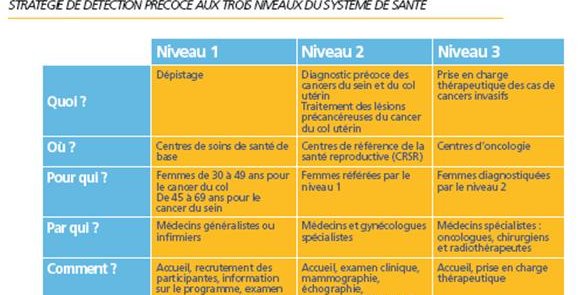 STRATÉGIE DE DÉTECTION PRÉCOCE AUX TROIS NIVEAUX DU SYSTÈME DE SANTÉ
Niveau 1 Niveau 2 Niveau 3
Quoi ?
Dépistage
Diagnostic précoce des
cancers du sein et du col
utérin
Traitement des lésions
précancéreuses du cancer
du col utérin
Prise en charge
thérapeutique des cas de
cancers invasifs
Où ?
Centres de soins de santé de
base
Centres de référence de la
santé reproductive (CRSR)
Centres d'oncologie
Pour qui ?
Femmes de 30 à 49 ans pour
le cancer du col
De 45 à 69 ans pour le
cancer du sein
Femmes référées par le
niveau 1
Femmes diagnostiquées
par le niveau 2
Par qui ?
Médecins généralistes ou
infirmiers
Médecins et gynécologues
spécialistes
Médecins spécialistes :
oncologues, chirurgiens
et radiothérapeutes
Comment ?
Accueil, recrutement des
participantes, information
sur le programme, examen
Accueil, examen clinique,
mammographie,
échographie,
Accueil, prise en charge
thérapeutique